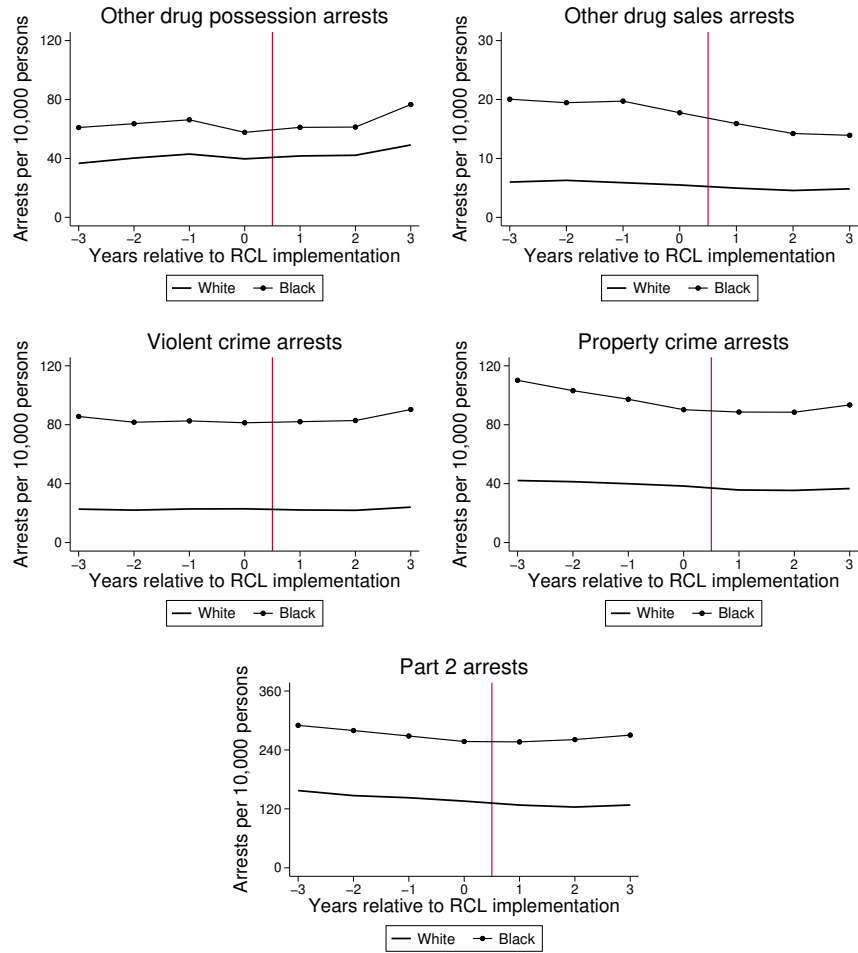 Other drug possession arrests
Arrests per 10,000 persons
120
80
40
0
−3 −2 −1 0 1 2 3
Years relative to RCL implementation
White Black
Other drug sales arrests
Arrests per 10,000 persons
30
20
10
0
−3 −2 −1 0 1 2 3
Years relative to RCL implementation
White Black
Violent crime arrests
Arrests per 10,000 persons
120
80
40
0
−3 −2 −1 0 1 2 3
Years relative to RCL implementation
White Black
Property crime arrests
Arrests per 10,000 persons
120
80
40
0
−3 −2 −1 0 1 2 3
Years relative to RCL implementation
White Black
Part 2 arrests
Arrests per 10,000 persons
360
240
120
0
−3 −2 −1 0 1 2 3
Years relative to RCL implementation
White Black